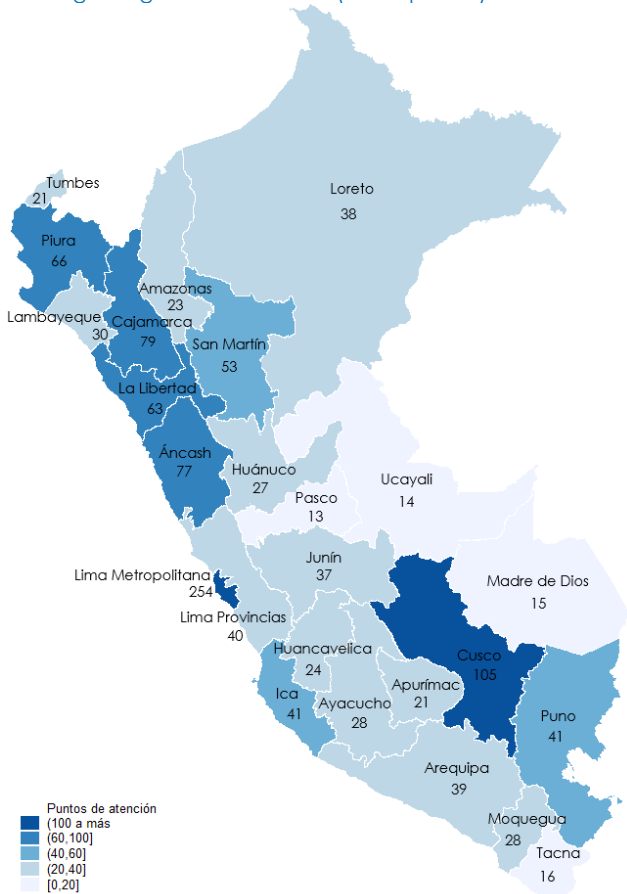 Tumbes
21
Loreto
38
Piura
66
Amazonas
23
Lambayeque
30
Cajamarca
79
San Martín
53
La Libertad
63
Áncash
77
Huánuco
27
Ucayali
14
Pasco
13
Junín
37
Lima Metropolitana
254
Madre de Dios
15
Lima Provincias
40
Huancavelica
24
Cusco
105
Apurímac
21
Ica
41
Ayacucho
28
Puno
41
Arequipa
39
Moquegua
28
Tacna
16
Puntos de atención
(100 a más
(60,100]
(40,60]
(20,40]
[0,20]